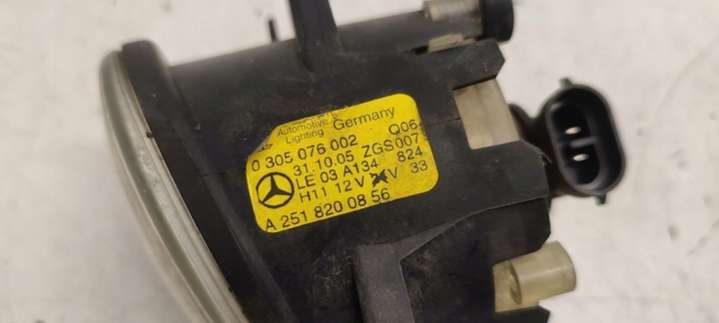 Automotive Lighting Germany
0 305 076 002 Q06
31.10.05 ZGS007
LE 03 A134 824
H11 12V V 33
A 251 820 08 56